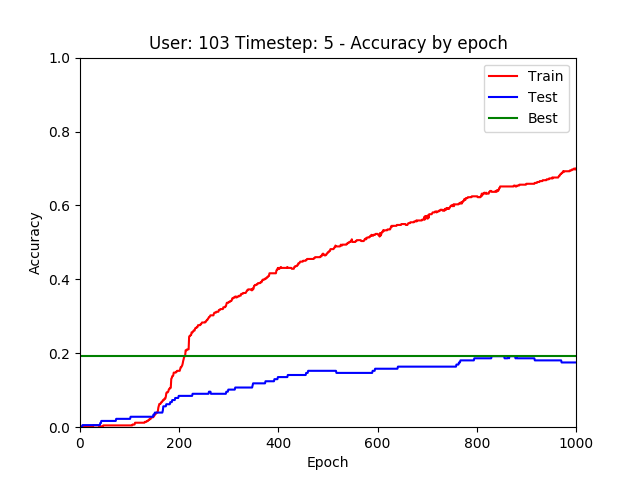 User: 103 Timestep: 5 - Accuracy by epoch
1.0
0.8
0.6
0.4
0.2
0.0
Accuracy
Train
Test
Best
0 200 400 600 800 1000
Epoch